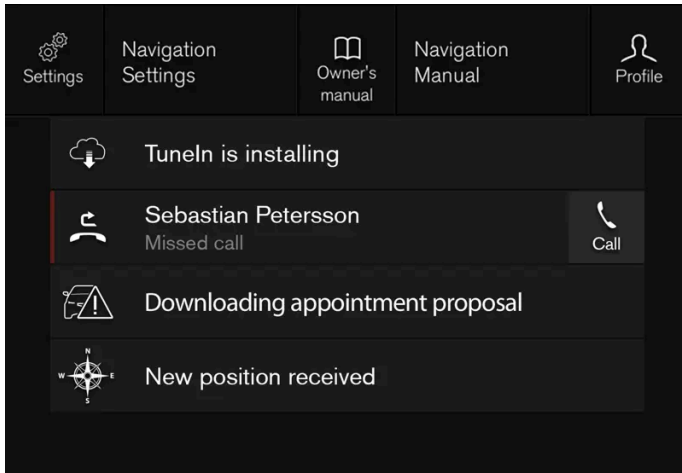 Settings
Navigation
Settings
Owner's
manual
Navigation
Manual
Profile
TuneIn is installing
Sebastian Petersson
Missed call
Call
Downloading appointment proposal
N
W
E
S
New position received